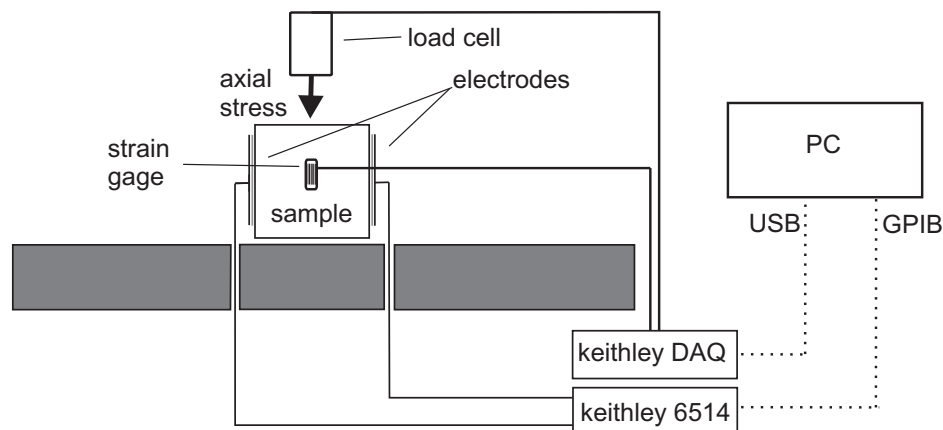 load cell
axial
stress
electrodes
strain
gage
sample
PC
USB
GPIB
keithley DAQ
keithley 6514